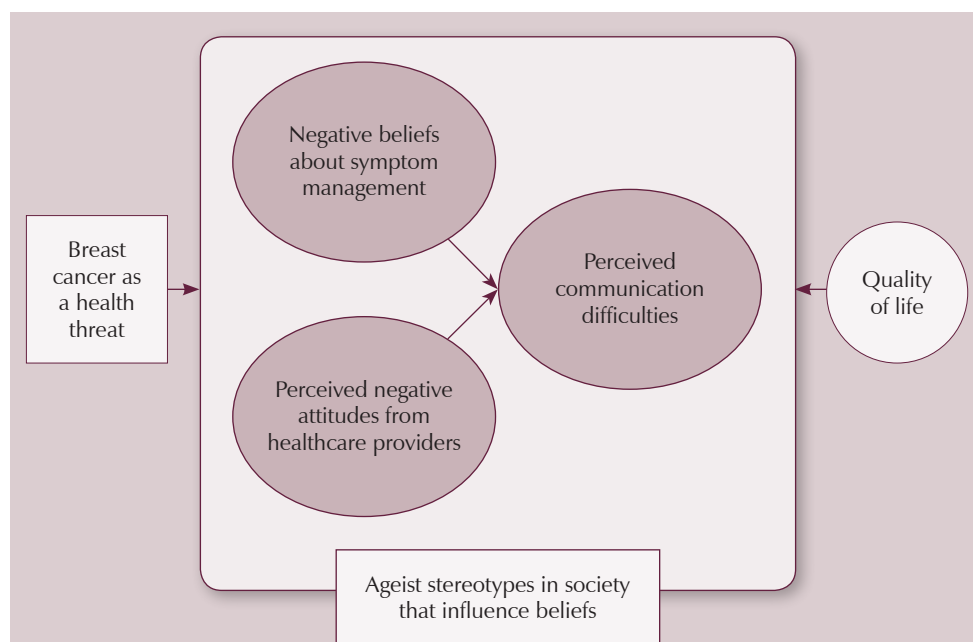 Negative beliefs
about symptom
management
Breast
cancer as
a health
threat
Perceived
communication
difficulties
Quality
of life
Perceived negative
attitudes from
healthcare providers
Ageist stereotypes in society
that influence beliefs